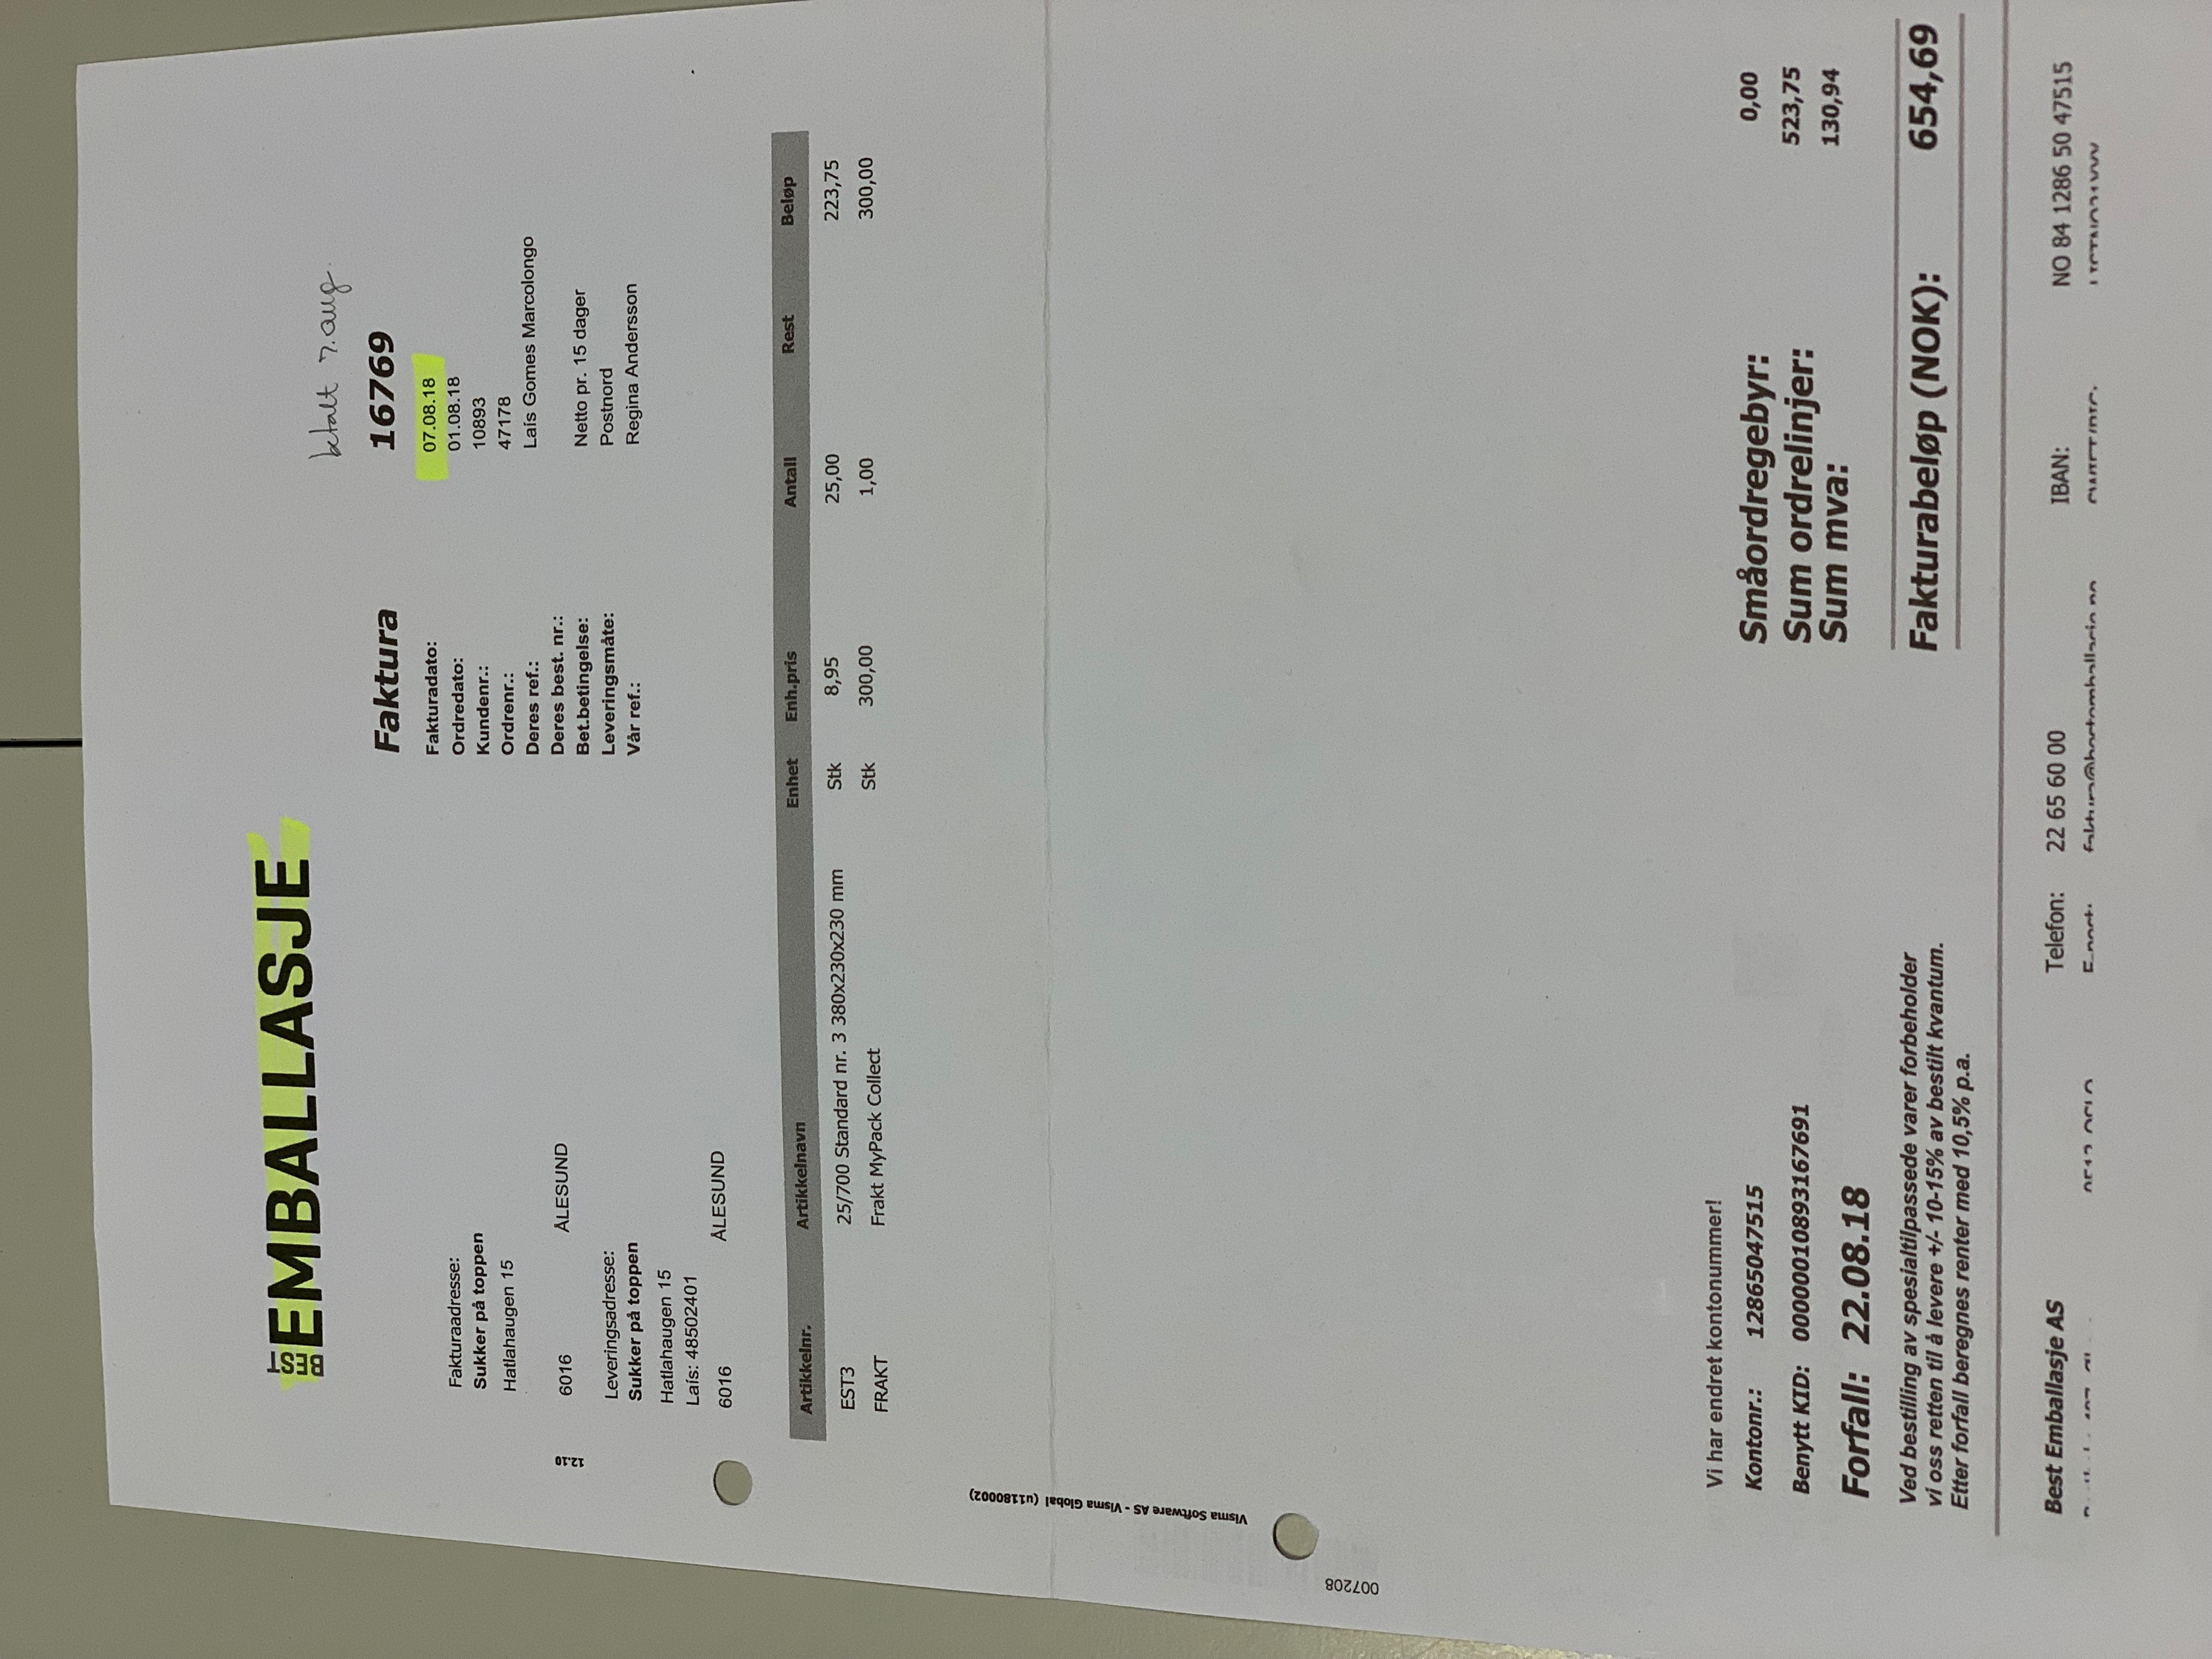 BEST EMBALLASJE
betalt 7. aug.
Faktura 16769
Fakturadato: 07.08.18
Ordredato: 01.08.18
Kundenr.: 10893
Ordrenr.: 47178
Deres ref.: Laís Gomes Marcolongo
Deres best. nr.:
Bet.betingelse: Netto pr. 15 dager
Leveringsmåte: Postnord
Vår ref.: Regina Andersson
Fakturaadresse:
Sukker på toppen
Hatlahaugen 15
6016 ÅLESUND
12.10
Leveringsadresse:
Sukker på toppen
Hatlahaugen 15
Laís: 48502401
6016 ÅLESUND
Artikkelnr. Artikkelnavn Enhet Enh.pris Antall Rest Beløp
EST3 25/700 Standard nr. 3 380x230x230 mm Stk 8,95 25,00 223,75
FRAKT Frakt MyPack Collect Stk 300,00 1,00 300,00
Visma Software AS - Visma Global (u1180002)
007208
Vi har endret kontonummer!
Kontonr.: 12865047515
Benytt KID: 00000010893167691
Forfall: 22.08.18
Ved bestilling av spesialtilpassede varer forbeholder
vi oss retten til å levere +/- 10-15% av bestilt kvantum.
Etter forfall beregnes renter med 10,5% p.a.
Småordregebyr: 0,00
Sum ordrelinjer: 523,75
Sum mva: 130,94
Fakturabeløp (NOK): 654,69
Best Emballasje AS Telefon: 22 65 60 00 IBAN: NO 84 1286 50 47515
0512 OSLO E-post: faktura@bestemballasje.no SWIFT/BIC: